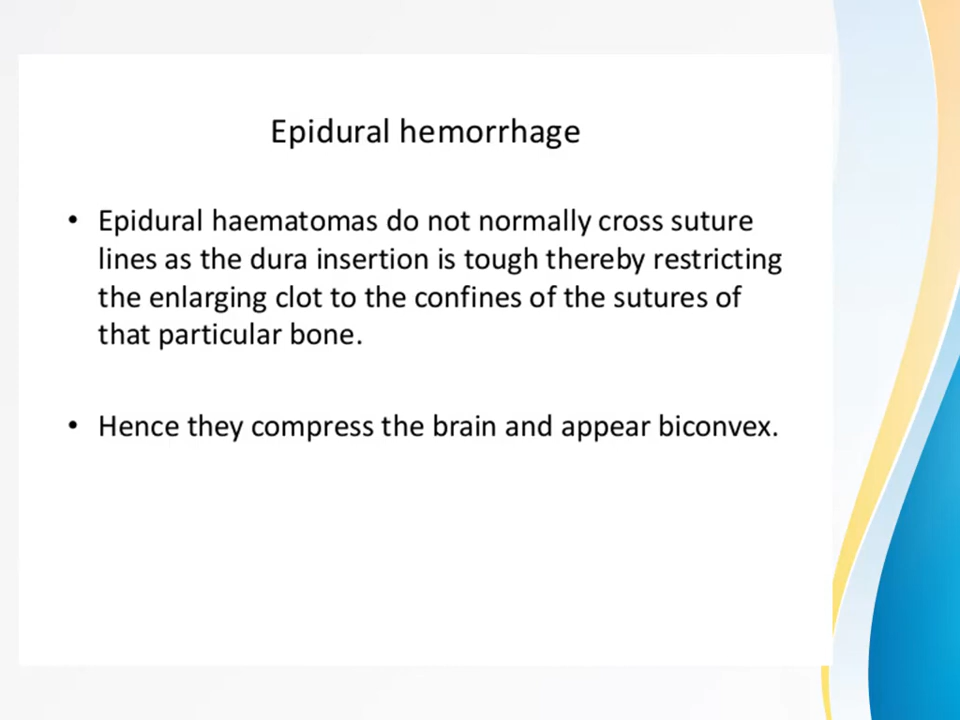 Epidural hemorrhage
• Epidural haematomas do not normally cross suture
lines as the dura insertion is tough thereby restricting
the enlarging clot to the confines of the sutures of
that particular bone.
• Hence they compress the brain and appear biconvex.